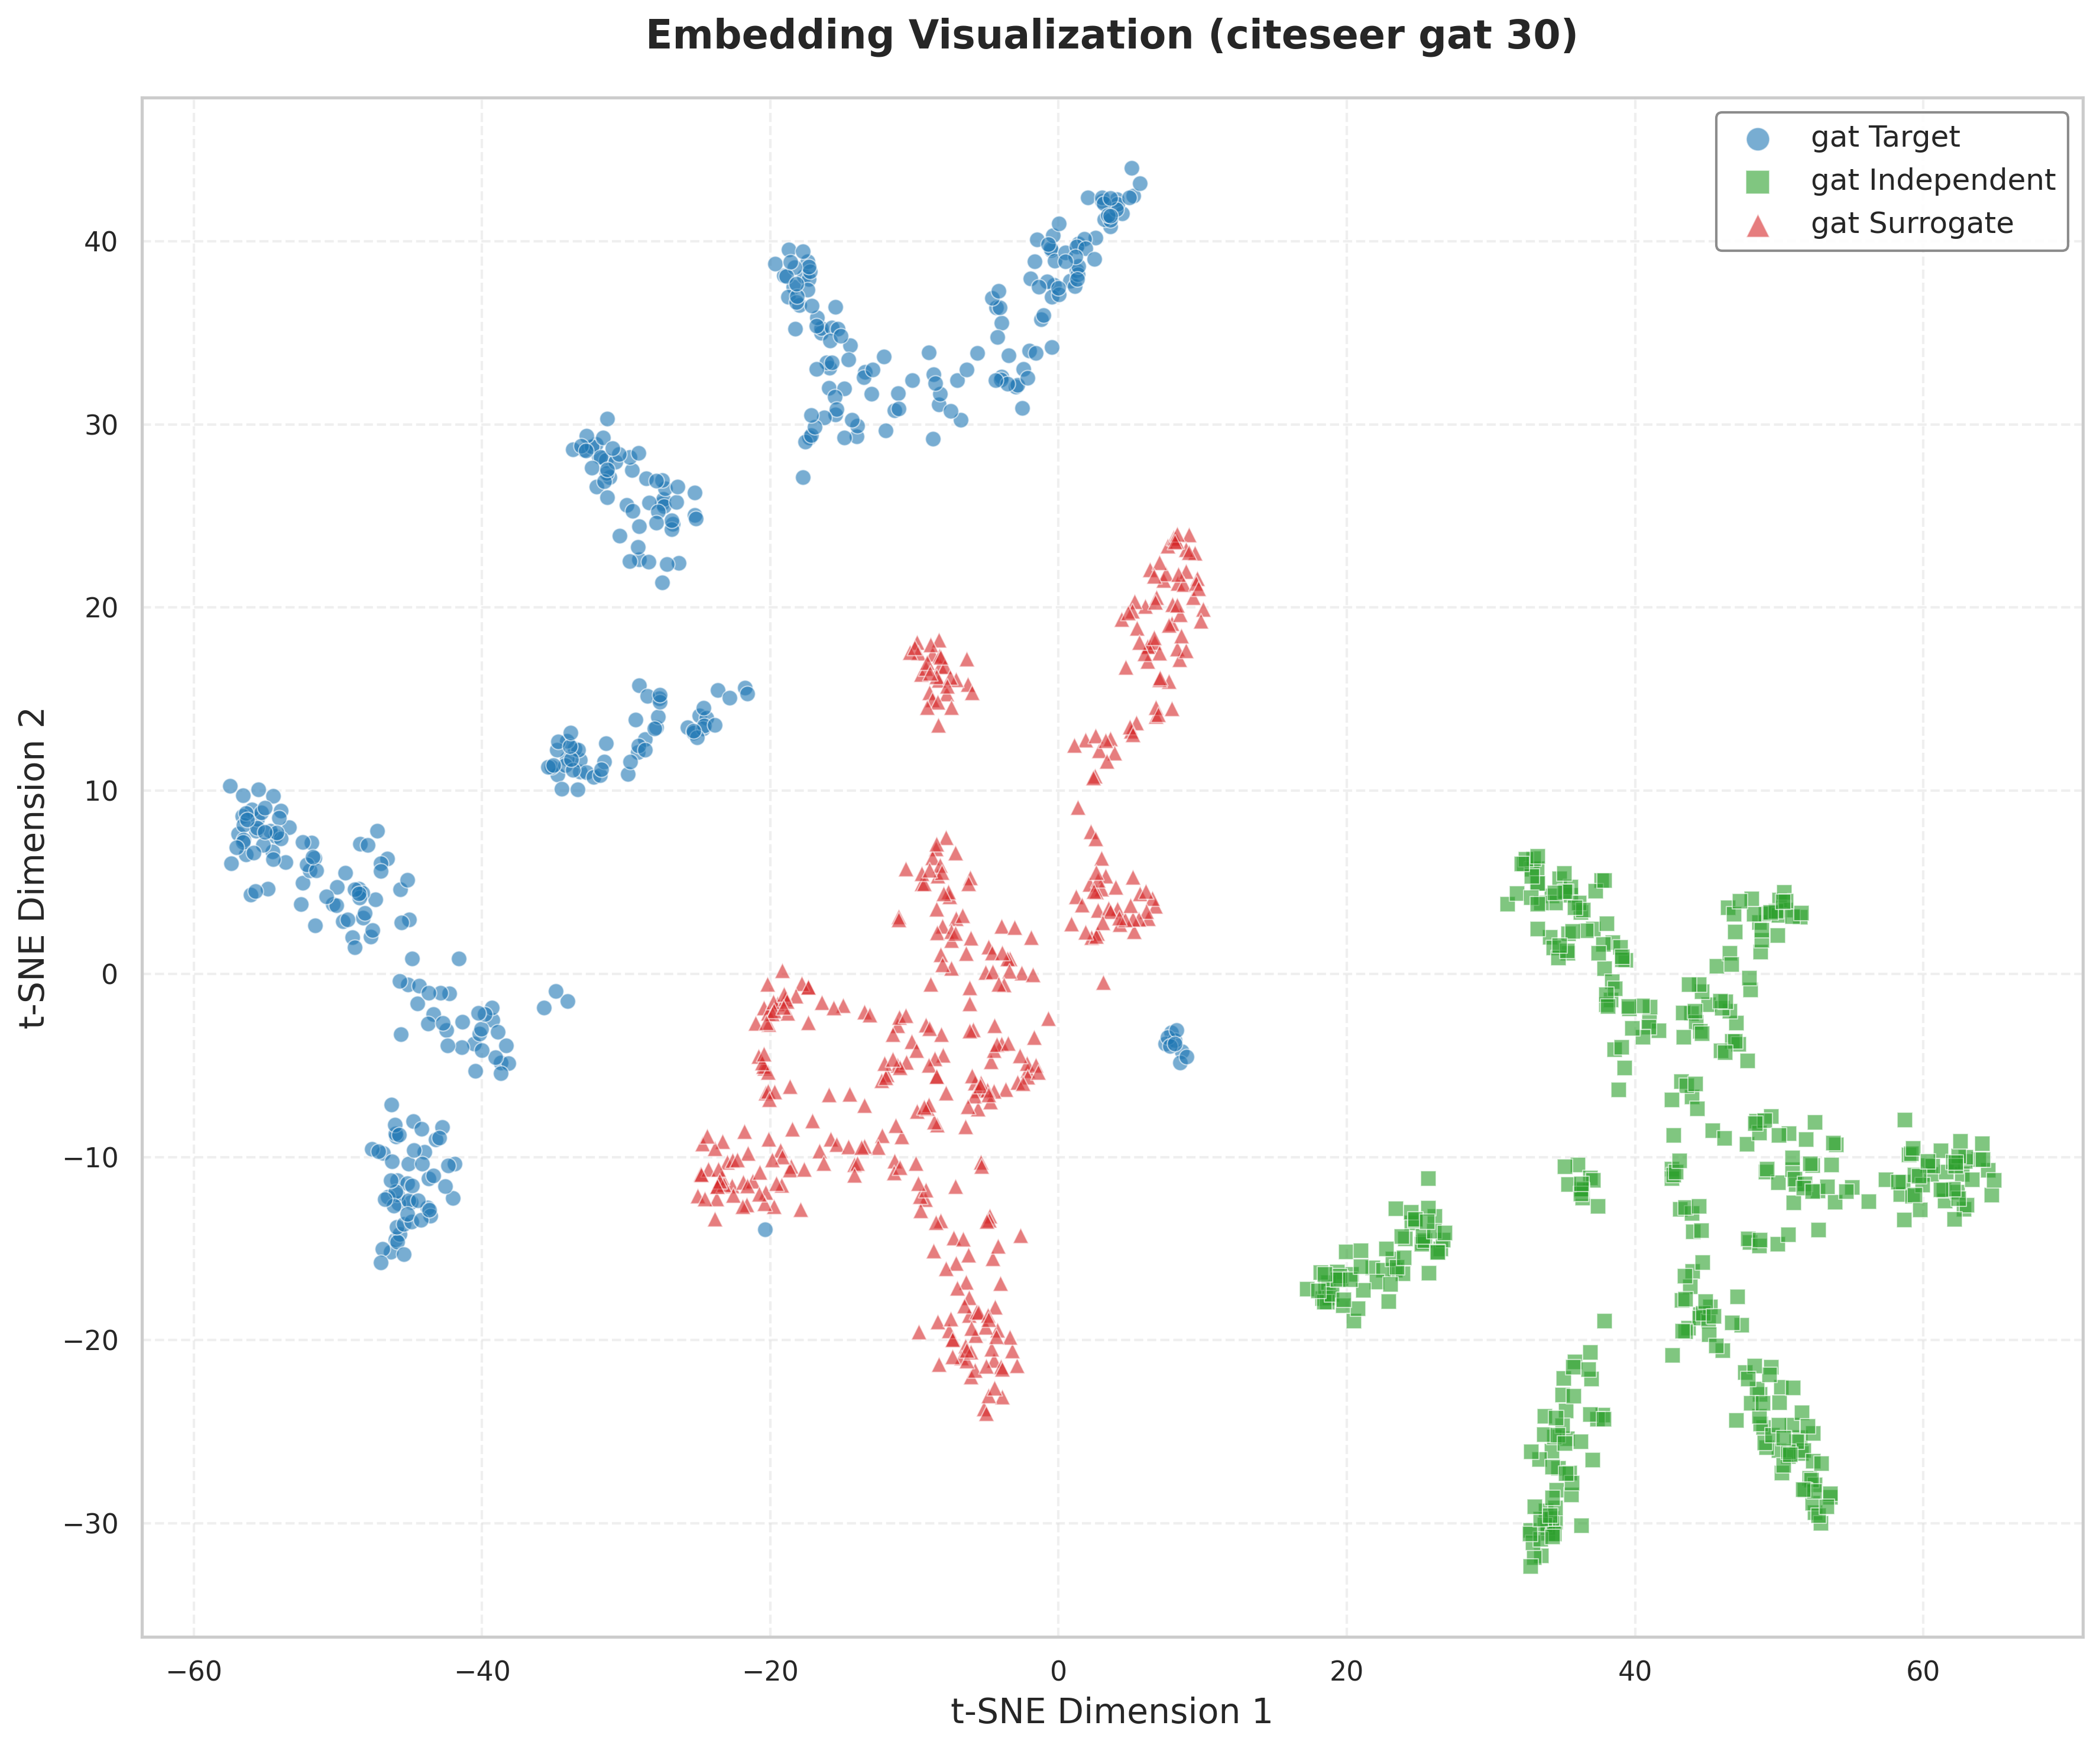 Embedding Visualization (citeseer gat 30)
gat Target
gat Independent
gat Surrogate
t-SNE Dimension 2
40
30
20
10
0
−10
−20
−30
−60
−40
−20
0
20
40
60
t-SNE Dimension 1